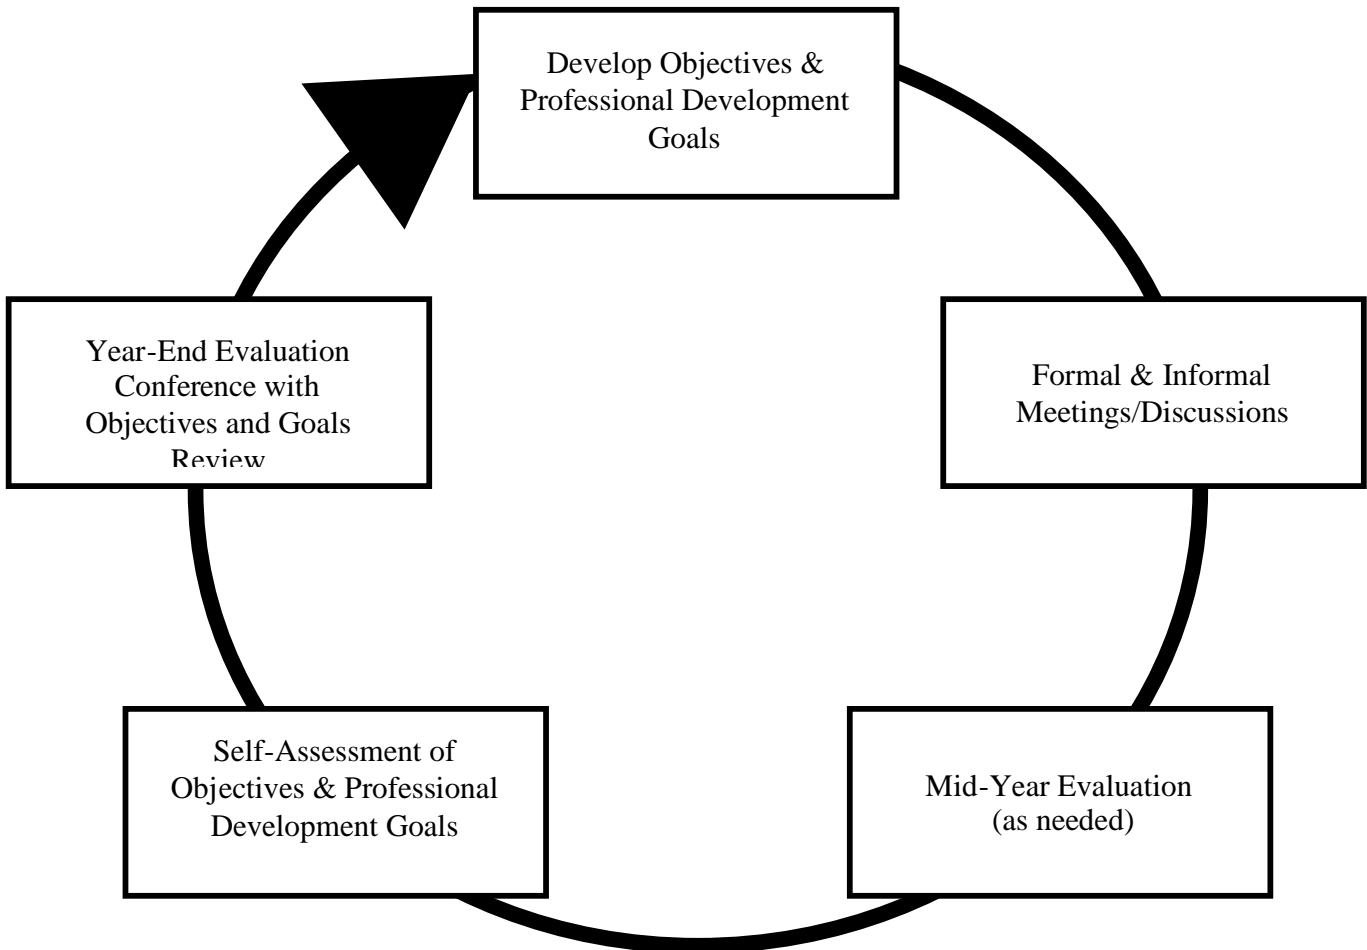 Develop Objectives &
Professional Development
Goals
Formal & Informal
Meetings/Discussions
Mid-Year Evaluation
(as needed)
Self-Assessment of
Objectives & Professional
Development Goals
Year-End Evaluation
Conference with
Objectives and Goals
Review